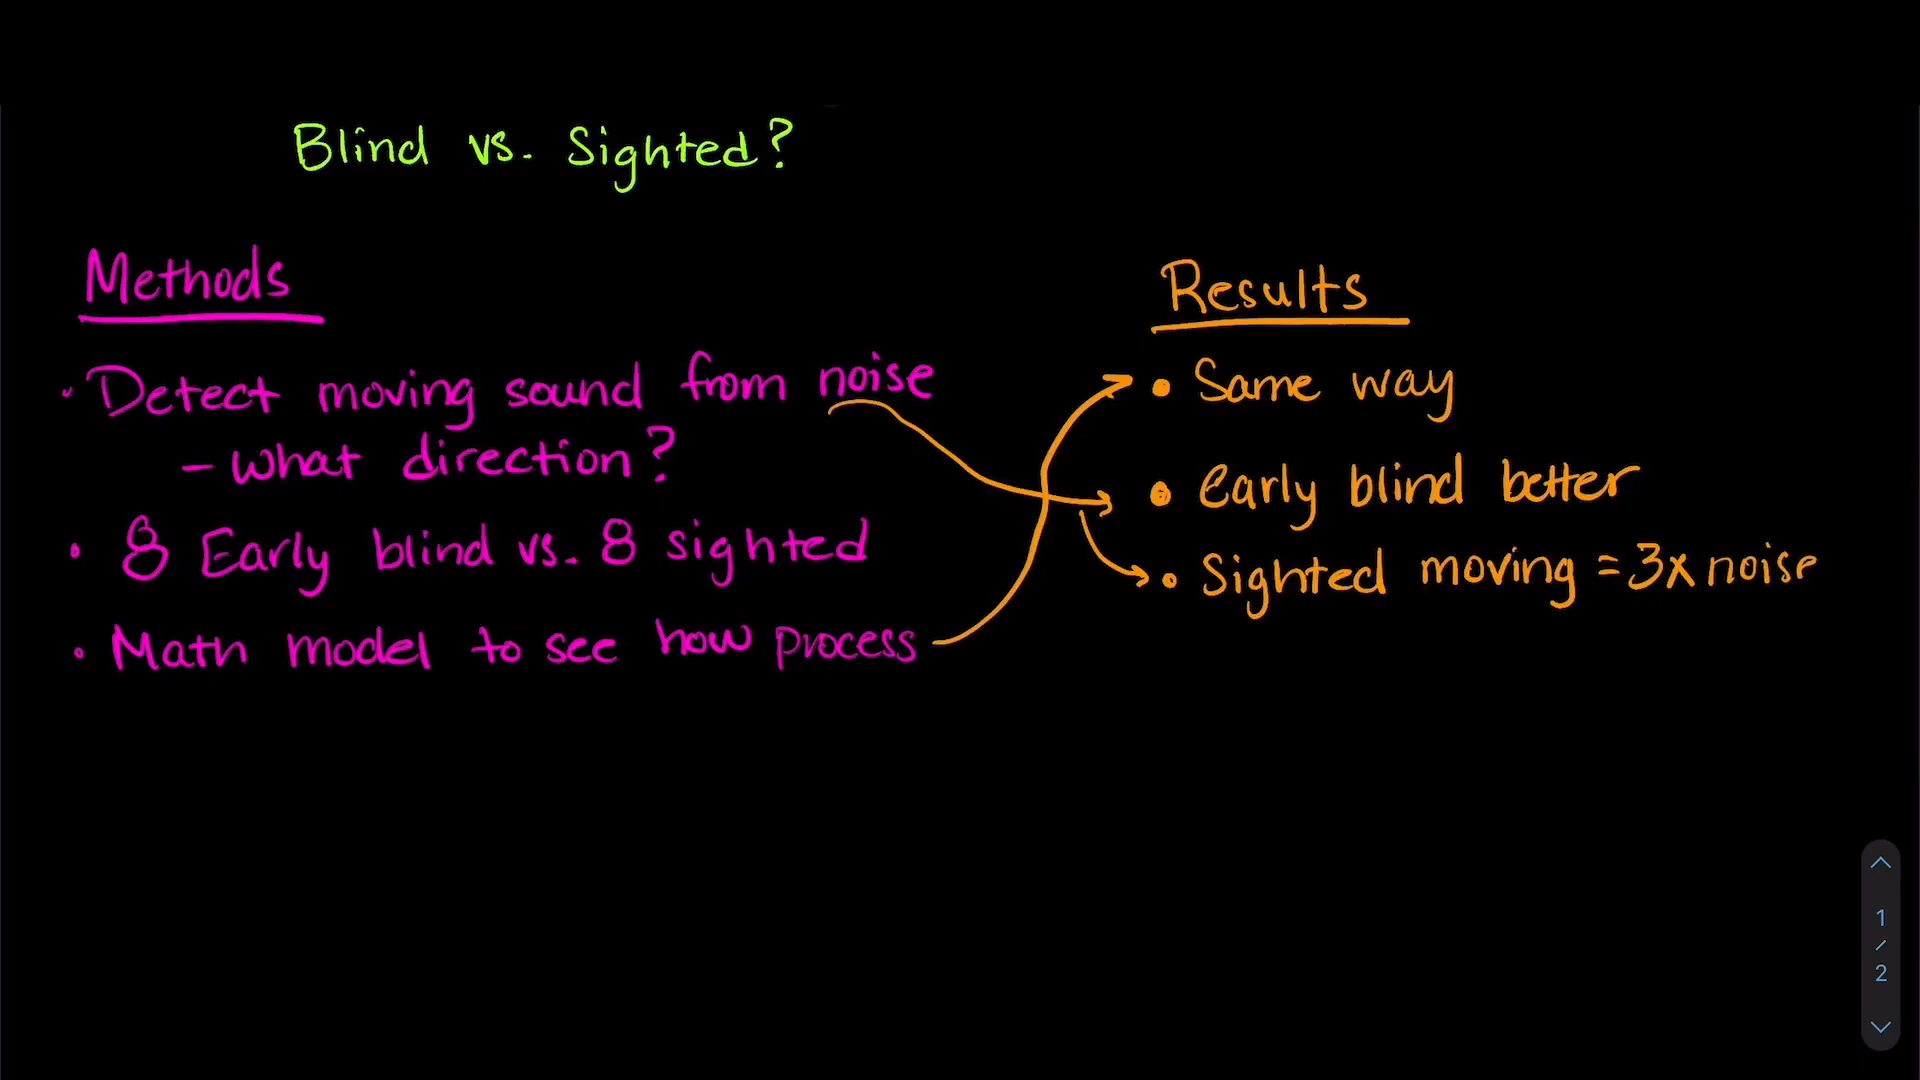 Blind vs. Sighted?
Methods
• Detect moving sound from noise
- what direction?
• 8 Early blind vs. 8 sighted
• Math model to see how process
Results
• Same way
• Early blind better
• Sighted moving = 3x noise
1
/
2